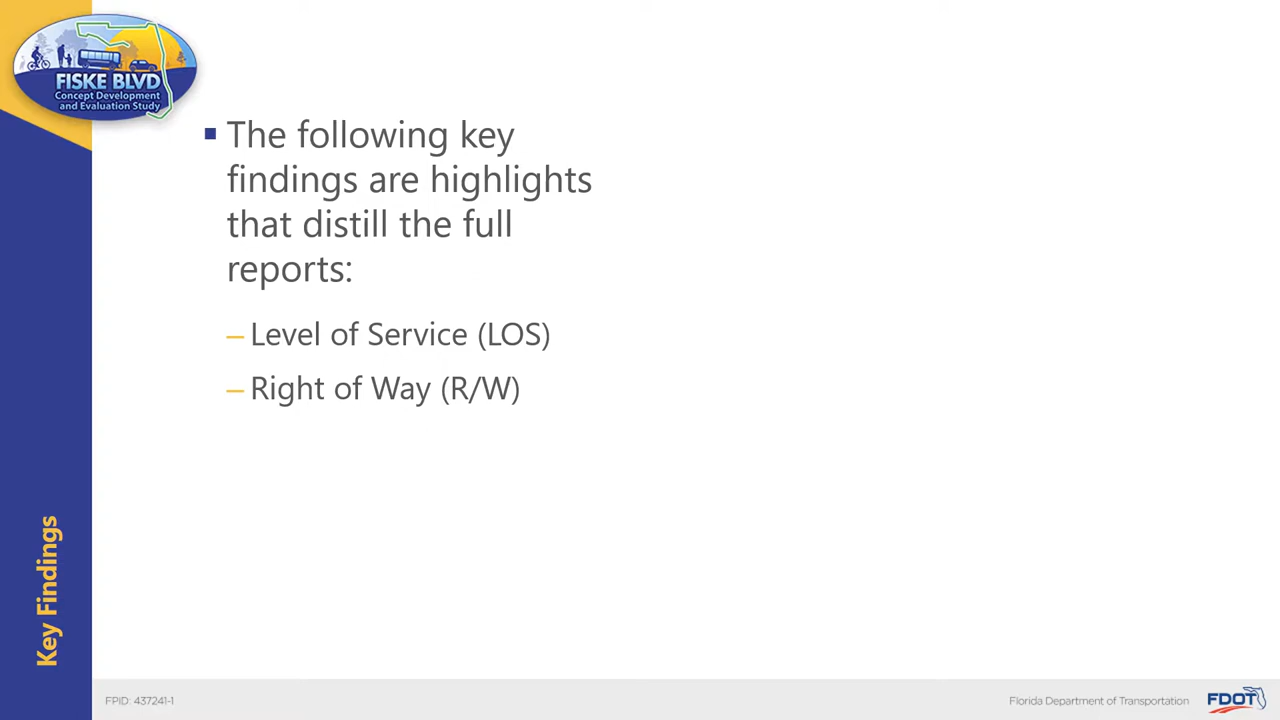 FISKE BLVD
Concept Development
and Evaluation Study
▪ The following key
findings are highlights
that distill the full
reports:
– Level of Service (LOS)
– Right of Way (R/W)
Key Findings
FPID: 437241-1
Florida Department of Transportation
FDOT